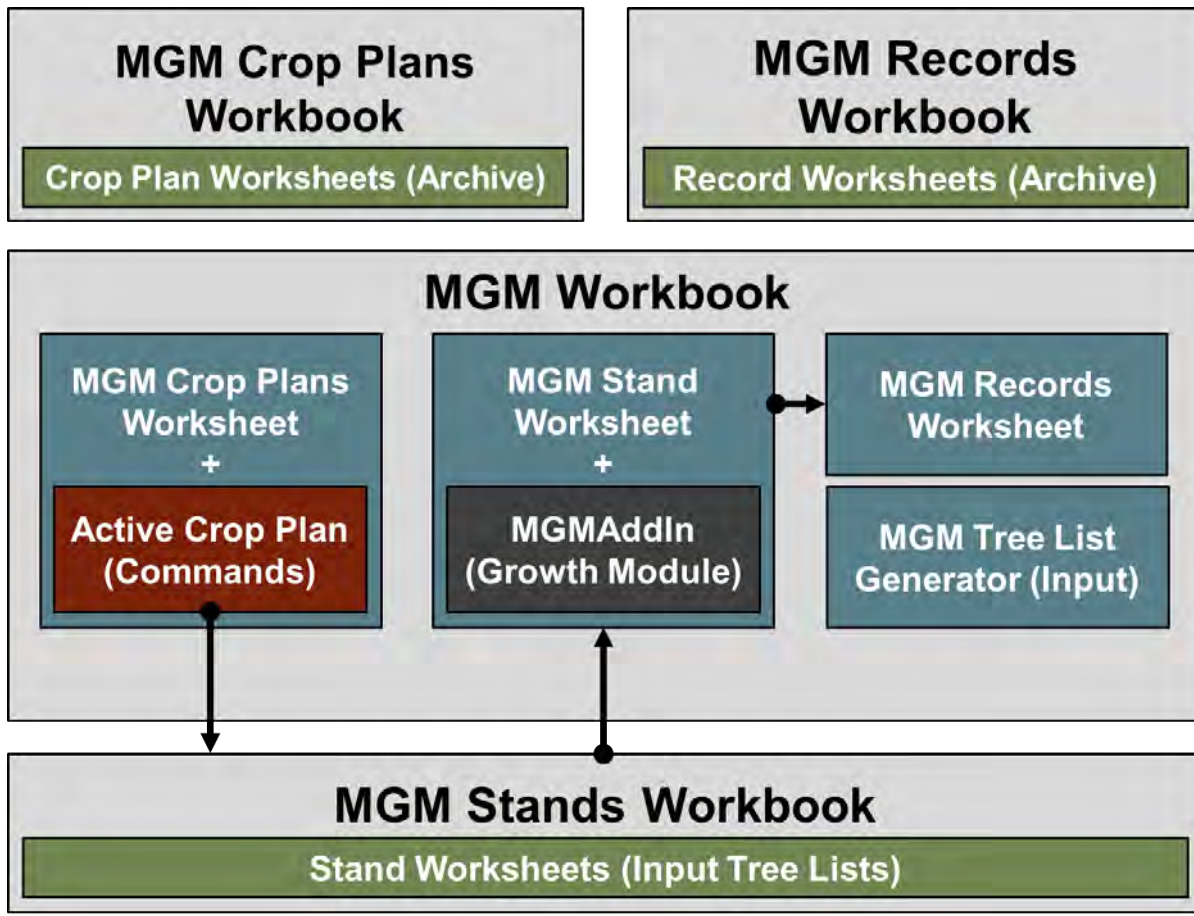 MGM Crop Plans
Workbook
Crop Plan Worksheets (Archive)
MGM Records
Workbook
Record Worksheets (Archive)
MGM Workbook
MGM Crop Plans
Worksheet
+
Active Crop Plan
(Commands)
MGM Stand
Worksheet
+
MGMAddIn
(Growth Module)
MGM Records
Worksheet
MGM Tree List
Generator (Input)
MGM Stands Workbook
Stand Worksheets (Input Tree Lists)